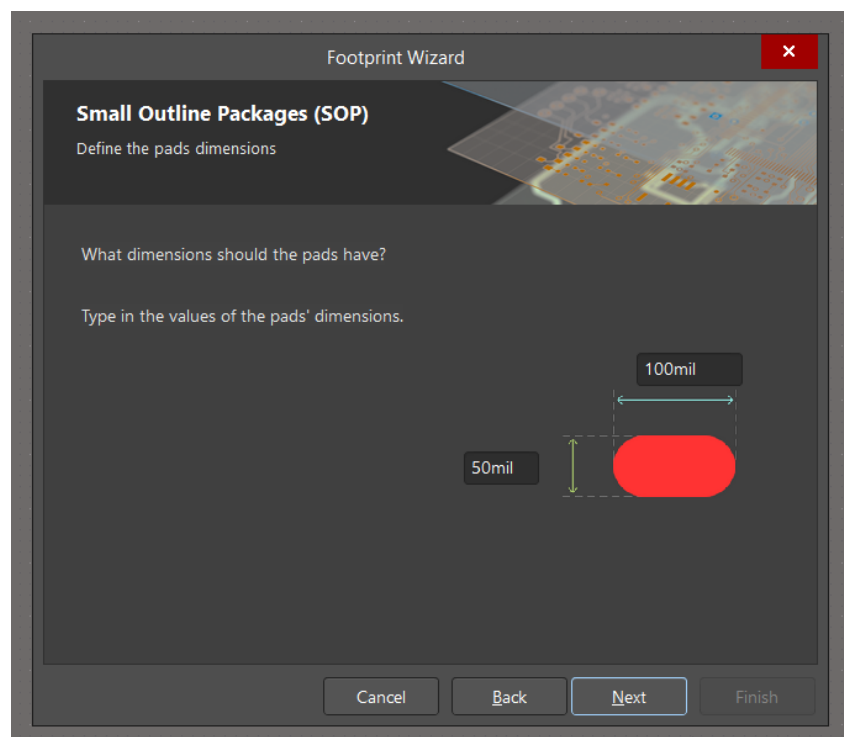 Footprint Wizard
Small Outline Packages (SOP)
Define the pads dimensions
What dimensions should the pads have?
Type in the values of the pads' dimensions.
100mil
50mil
Cancel
Back
Next
Finish